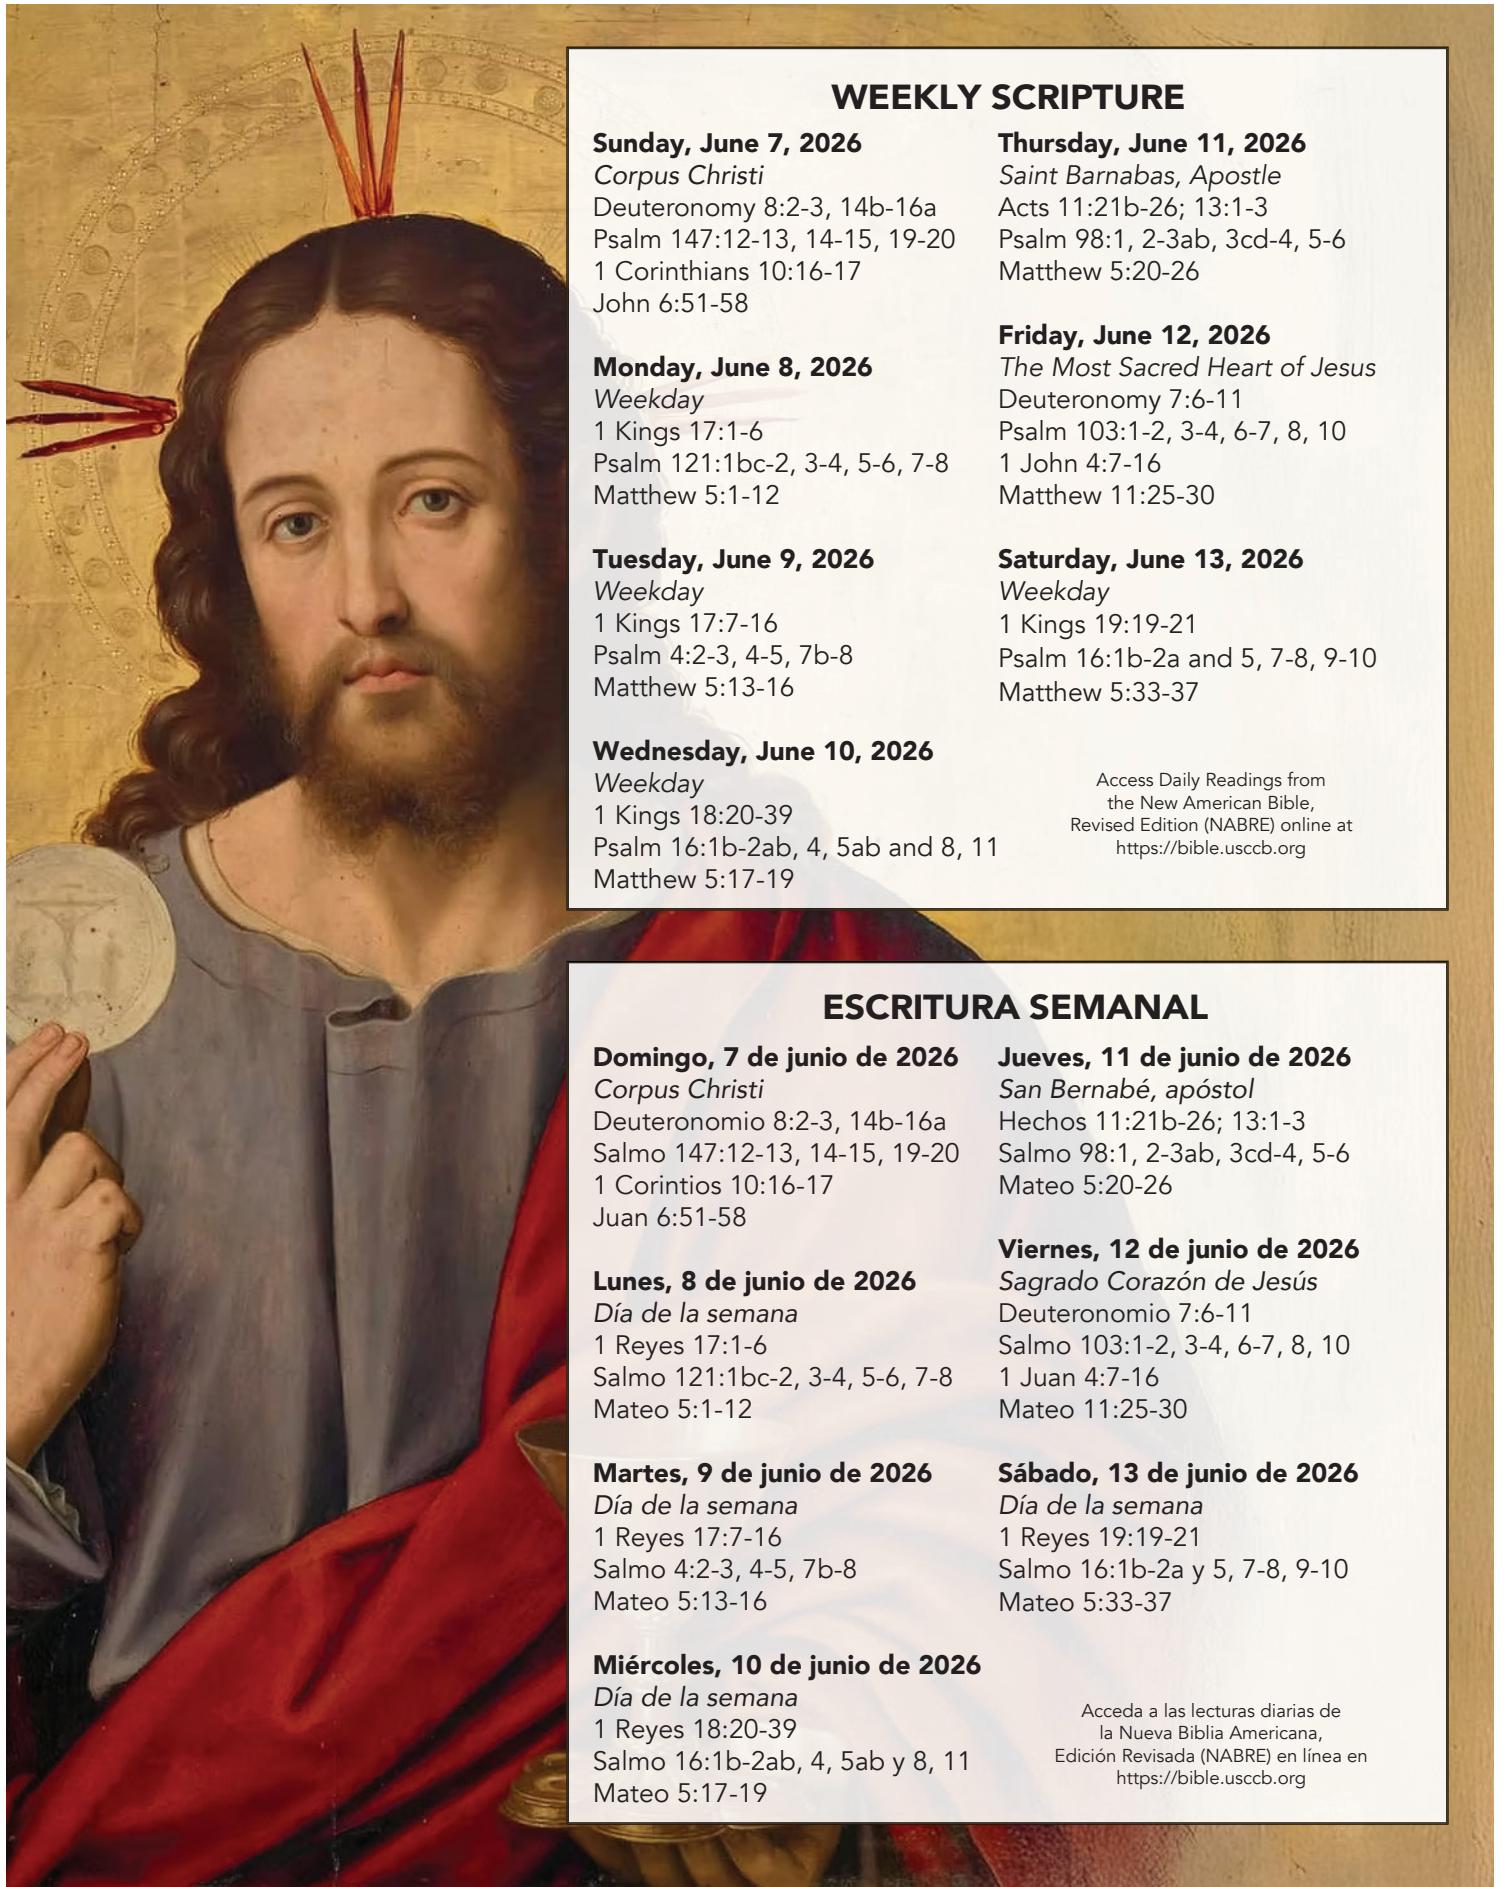 WEEKLY SCRIPTURE
Sunday, June 7, 2026
Corpus Christi
Deuteronomy 8:2-3, 14b-16a
Psalm 147:12-13, 14-15, 19-20
1 Corinthians 10:16-17
John 6:51-58
Monday, June 8, 2026
Weekday
1 Kings 17:1-6
Psalm 121:1bc-2, 3-4, 5-6, 7-8
Matthew 5:1-12
Tuesday, June 9, 2026
Weekday
1 Kings 17:7-16
Psalm 4:2-3, 4-5, 7b-8
Matthew 5:13-16
Wednesday, June 10, 2026
Weekday
1 Kings 18:20-39
Psalm 16:1b-2ab, 4, 5ab and 8, 11
Matthew 5:17-19
Thursday, June 11, 2026
Saint Barnabas, Apostle
Acts 11:21b-26; 13:1-3
Psalm 98:1, 2-3ab, 3cd-4, 5-6
Matthew 5:20-26
Friday, June 12, 2026
The Most Sacred Heart of Jesus
Deuteronomy 7:6-11
Psalm 103:1-2, 3-4, 6-7, 8, 10
1 John 4:7-16
Matthew 11:25-30
Saturday, June 13, 2026
Weekday
1 Kings 19:19-21
Psalm 16:1b-2a and 5, 7-8, 9-10
Matthew 5:33-37
Access Daily Readings from
the New American Bible,
Revised Edition (NABRE) online at
https://bible.usccb.org
ESCRITURA SEMANAL
Domingo, 7 de junio de 2026
Corpus Christi
Deuteronomio 8:2-3, 14b-16a
Salmo 147:12-13, 14-15, 19-20
1 Corintios 10:16-17
Juan 6:51-58
Lunes, 8 de junio de 2026
Día de la semana
1 Reyes 17:1-6
Salmo 121:1bc-2, 3-4, 5-6, 7-8
Mateo 5:1-12
Martes, 9 de junio de 2026
Día de la semana
1 Reyes 17:7-16
Salmo 4:2-3, 4-5, 7b-8
Mateo 5:13-16
Miércoles, 10 de junio de 2026
Día de la semana
1 Reyes 18:20-39
Salmo 16:1b-2ab, 4, 5ab y 8, 11
Mateo 5:17-19
Jueves, 11 de junio de 2026
San Bernabé, apóstol
Hechos 11:21b-26; 13:1-3
Salmo 98:1, 2-3ab, 3cd-4, 5-6
Mateo 5:20-26
Viernes, 12 de junio de 2026
Sagrado Corazón de Jesús
Deuteronomio 7:6-11
Salmo 103:1-2, 3-4, 6-7, 8, 10
1 Juan 4:7-16
Mateo 11:25-30
Sábado, 13 de junio de 2026
Día de la semana
1 Reyes 19:19-21
Salmo 16:1b-2a y 5, 7-8, 9-10
Mateo 5:33-37
Acceda a las lecturas diarias de
la Nueva Biblia Americana,
Edición Revisada (NABRE) en línea en
https://bible.usccb.org